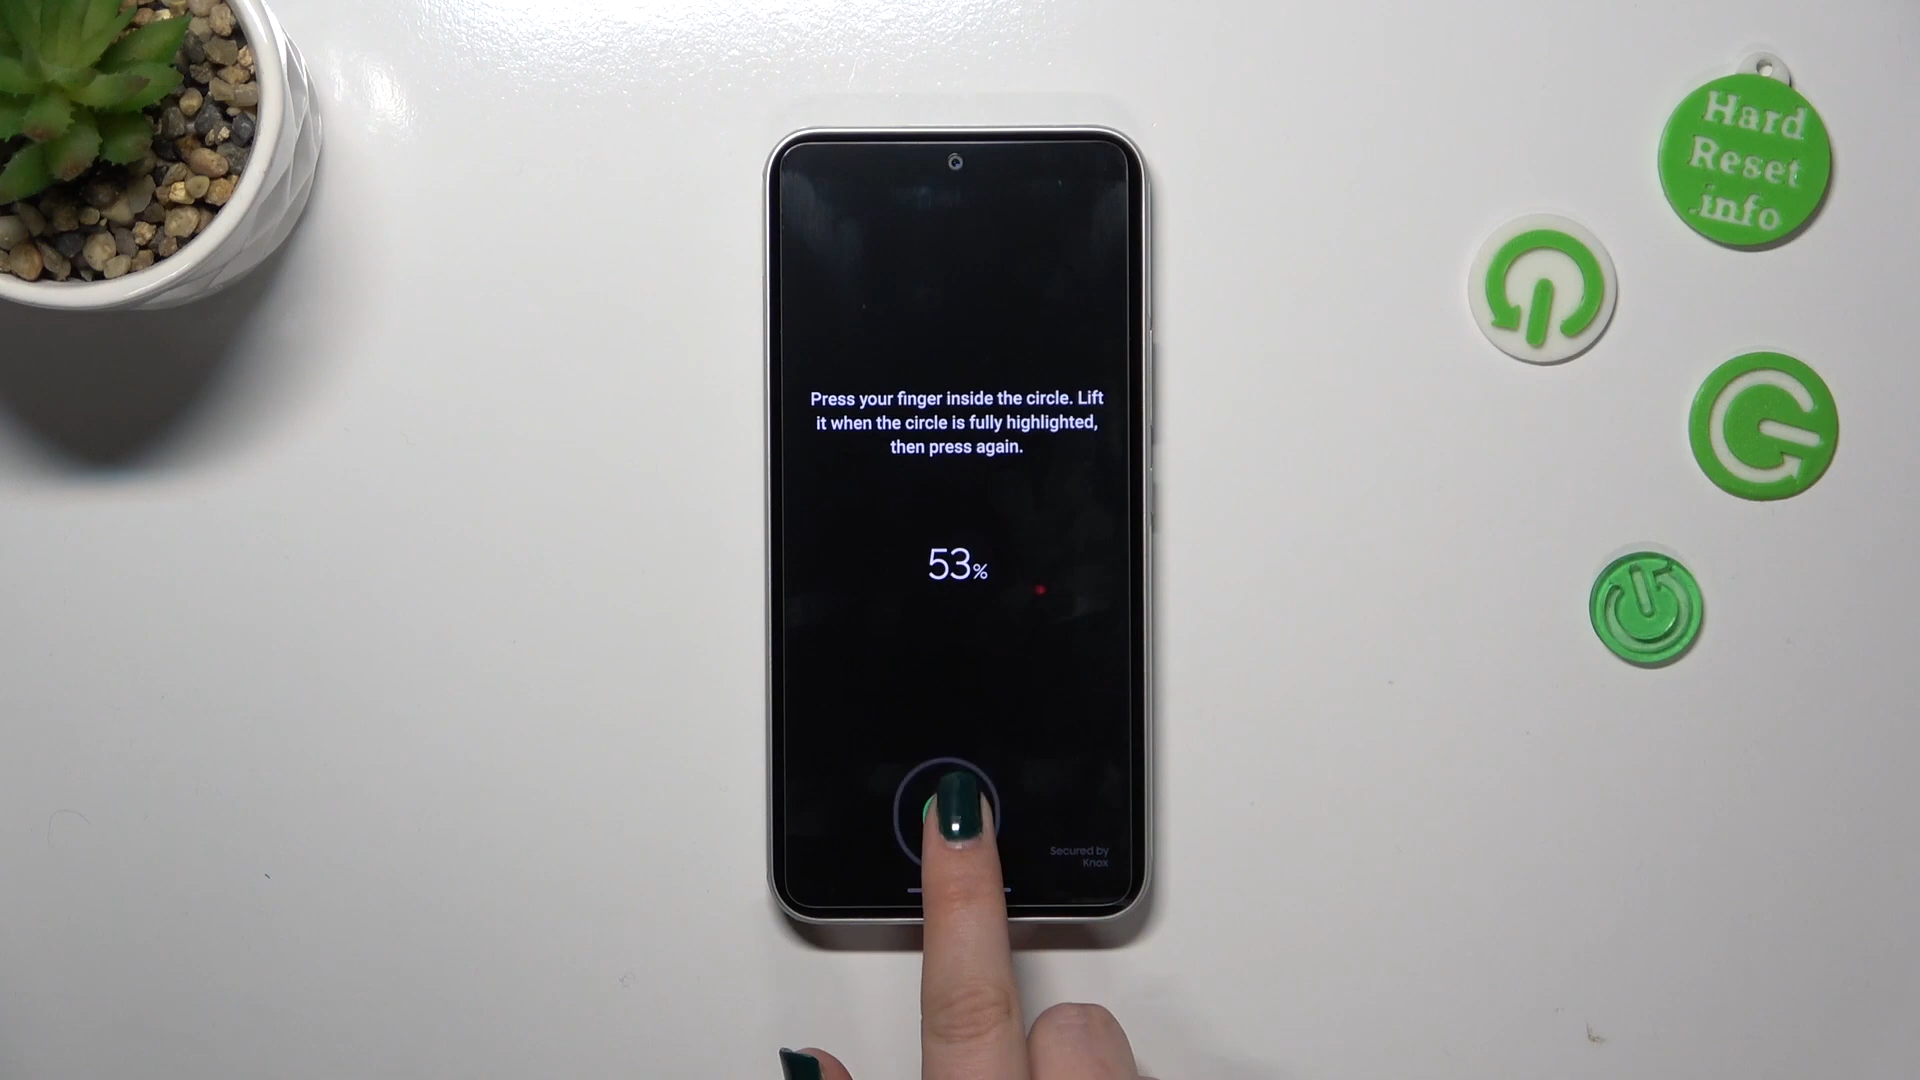 Hard
Reset
info
Press your finger inside the circle. Lift
it when the circle is fully highlighted,
then press again.
53%
Secured by
Knox